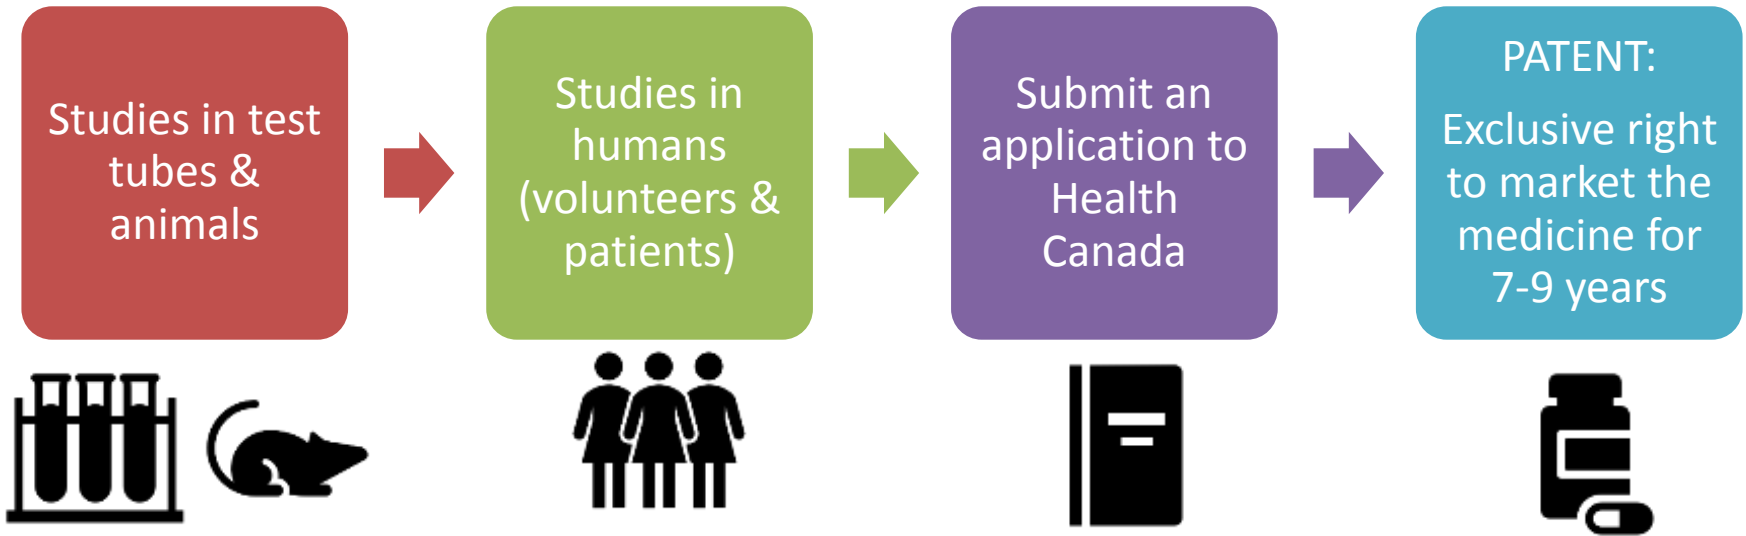 Studies in test
tubes &
animals
Studies in
humans
(volunteers &
patients)
Submit an
application to
Health
Canada
PATENT:
Exclusive right
to market the
medicine for
7-9 years